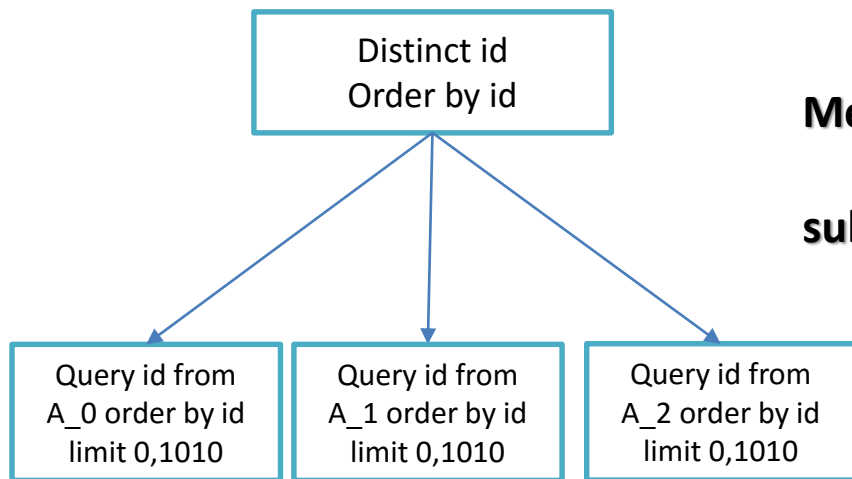 Distinct id
Order by id
Query id from
A_0 order by id
limit 0,1010
Query id from
A_1 order by id
limit 0,1010
Query id from
A_2 order by id
limit 0,1010